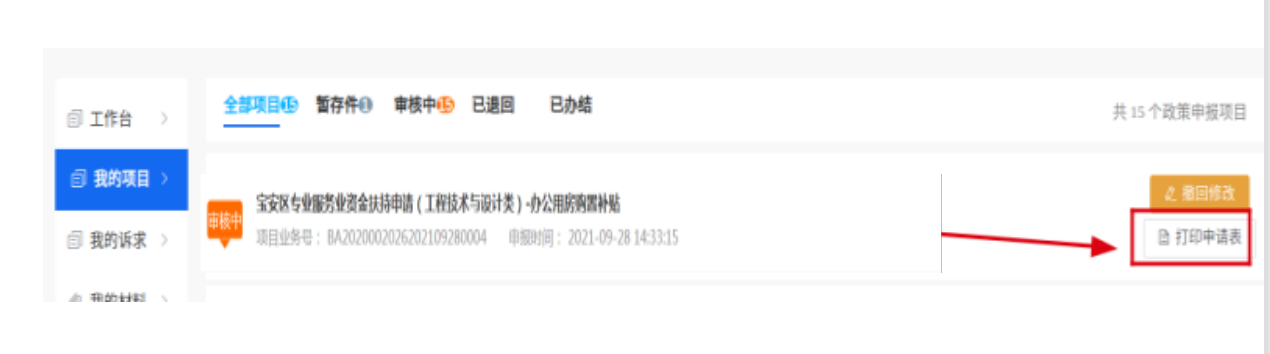 工作台
全部项目15 暂存件1 审核中15 已退回 已办结
共 15 个政策申报项目
我的项目
审核中
宝安区专业服务业资金扶持申请（工程技术与设计类）-办公用房购置补贴
撤回修改
我的诉求
项目业务号：BA2020002026202109280004 申报时间：2021-09-28 14:33:15
打印申请表
我的材料